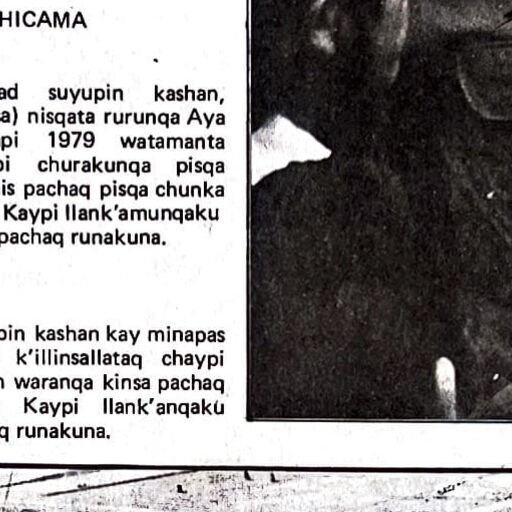 HICAMA
ad suyupin kashan,
a) nisqata rurunqa Aya
pi 1979 watamanta
pi churakunqa pisqa
is pachaq pisqa chunka
Kaypi llank'amunqaku
pachaq runakuna.
pin kashan kay minapas
k'illinsallataq chaypi
n waranqa kinsa pachaq
Kaypi llank'anqaku
q runakuna.